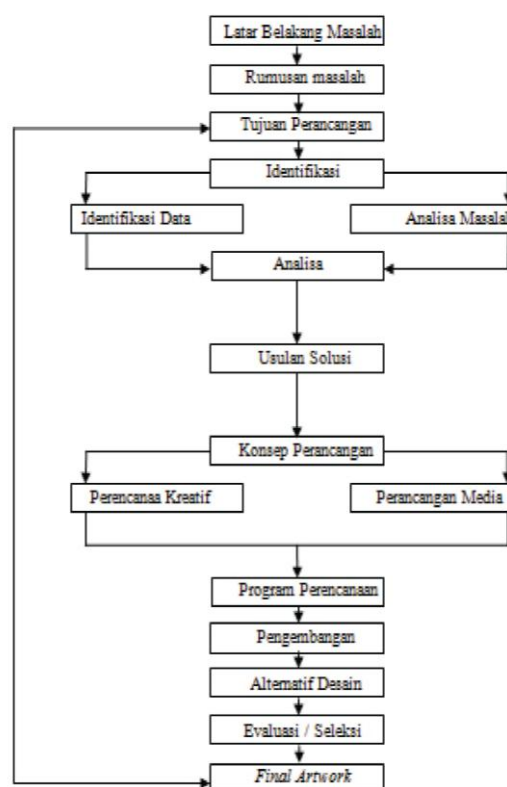 Latar Belakang Masalah
Rumusan masalah
Tujuan Perancangan
Identifikasi
Identifikasi Data
Analisa Masalah
Analisa
Usulan Solusi
Konsep Perancangan
Perencanaa Kreatif
Perancangan Media
Program Perencanaan
Pengembangan
Alternatif Desain
Evaluasi / Seleksi
Final Artwork